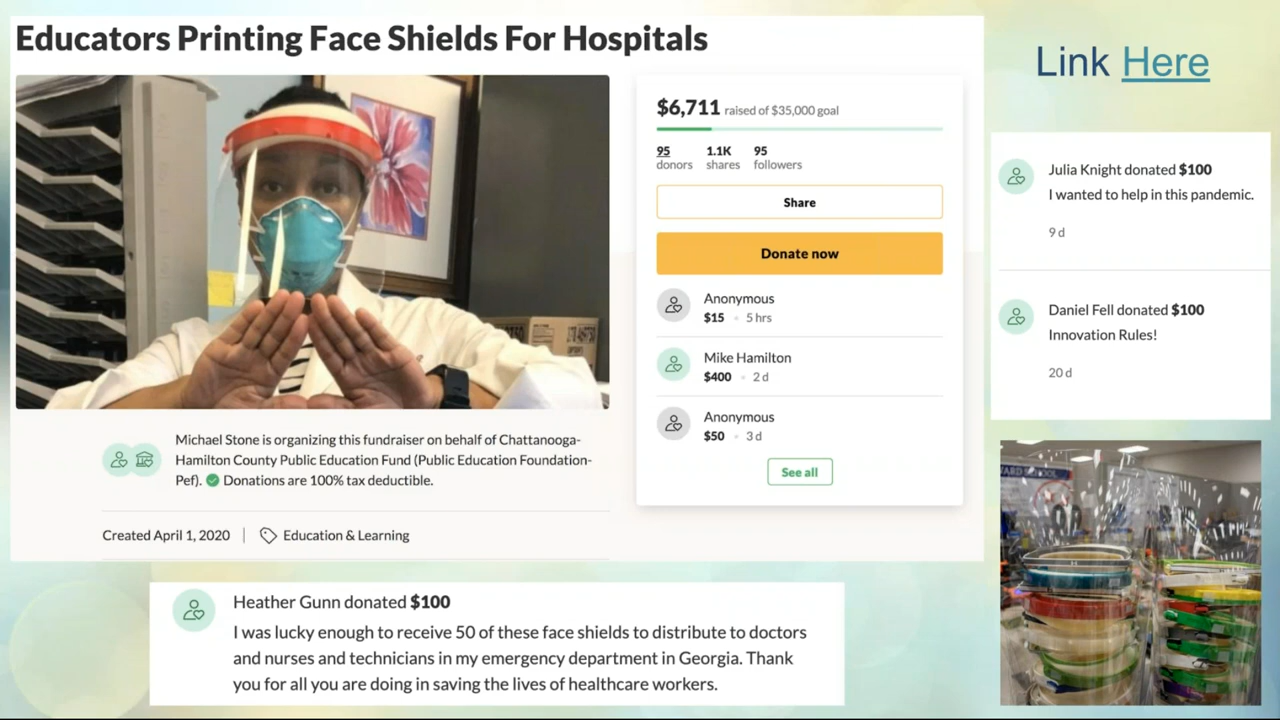 Educators Printing Face Shields For Hospitals
$6,711 raised of $35,000 goal
95 1.1K 95
donors shares followers
Share
Donate now
Anonymous
$15 5 hrs
Mike Hamilton
$400 2 d
Anonymous
$50 3 d
See all
Michael Stone is organizing this fundraiser on behalf of Chattanooga-
Hamilton County Public Education Fund (Public Education Foundation-
Pef). Donations are 100% tax deductible.
Created April 1, 2020 Education & Learning
Heather Gunn donated $100
I was lucky enough to receive 50 of these face shields to distribute to doctors
and nurses and technicians in my emergency department in Georgia. Thank
you for all you are doing in saving the lives of healthcare workers.
Link Here
Julia Knight donated $100
I wanted to help in this pandemic.
9 d
Daniel Fell donated $100
Innovation Rules!
20 d